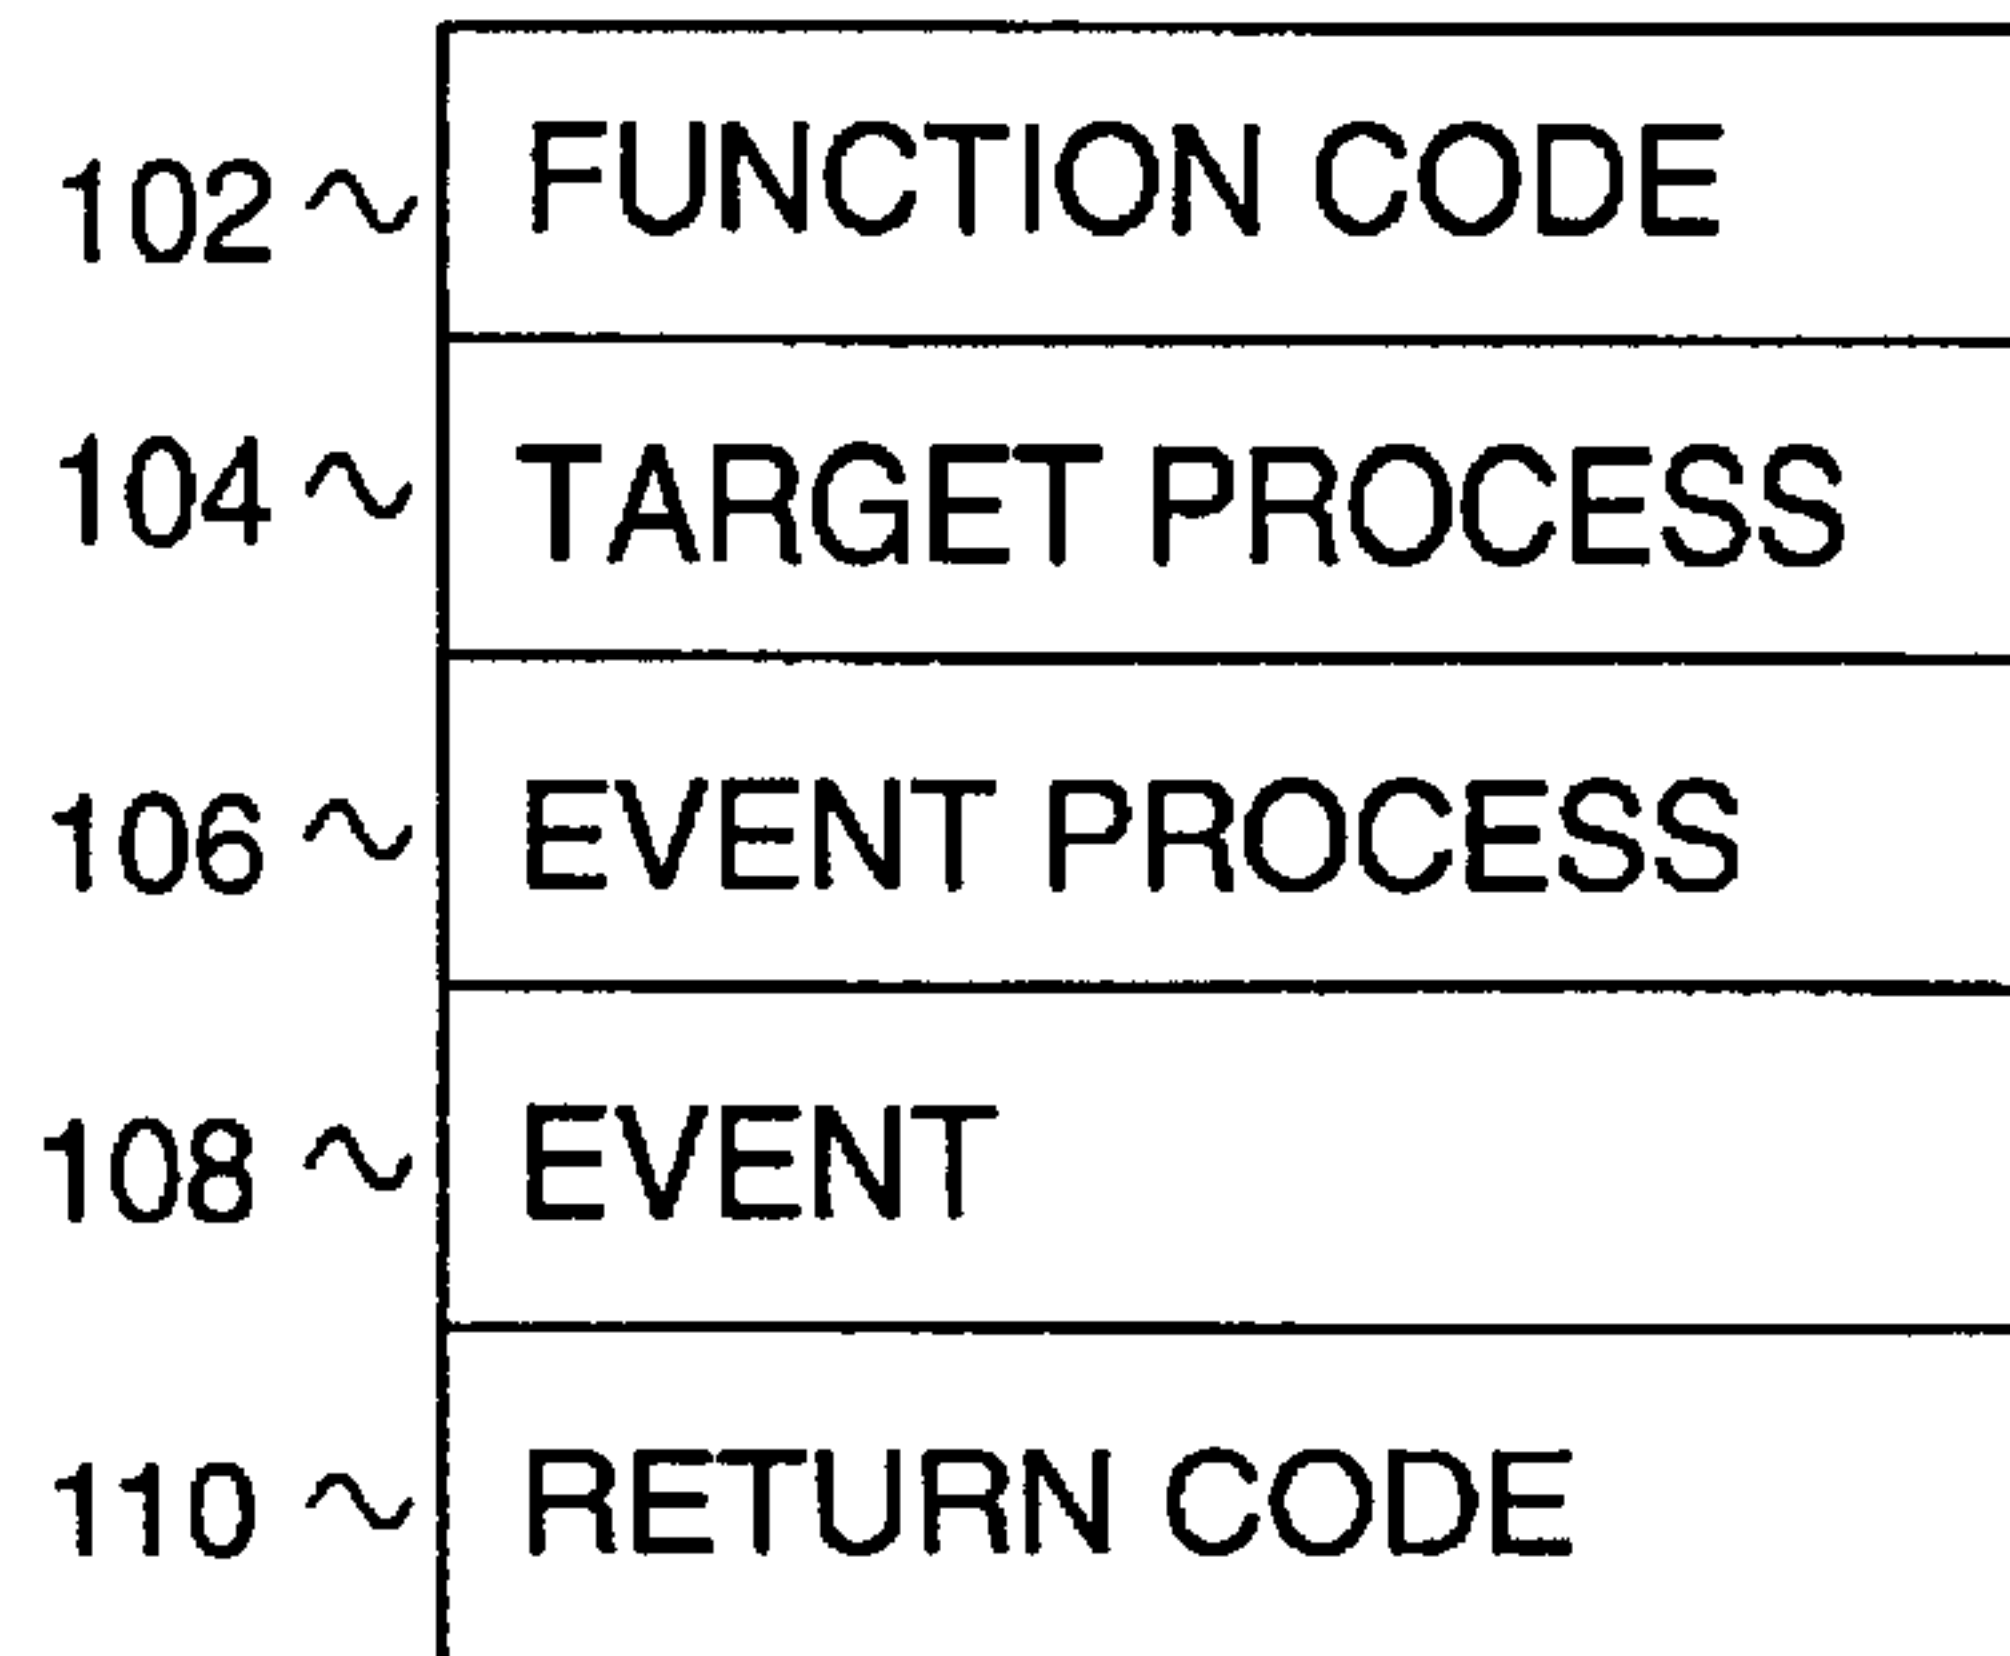 102 FUNCTION CODE
104 TARGET PROCESS
106 EVENT PROCESS
108 EVENT
110 RETURN CODE